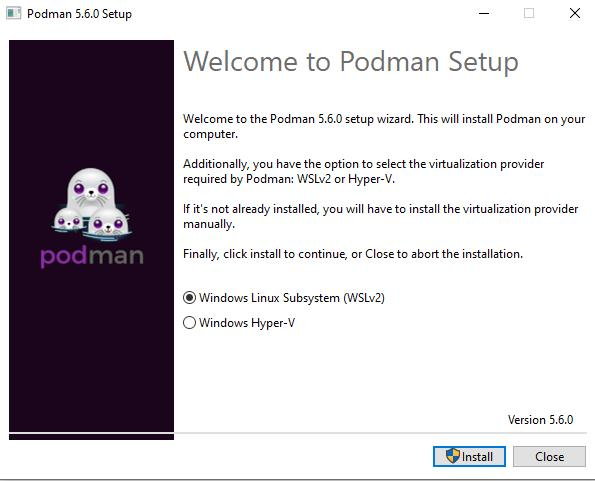 Podman 5.6.0 Setup
Welcome to Podman Setup
Welcome to the Podman 5.6.0 setup wizard. This will install Podman on your
computer.
Additionally, you have the option to select the virtualization provider
required by Podman: WSLv2 or Hyper-V.
If it's not already installed, you will have to install the virtualization provider
manually.
Finally, click install to continue, or Close to abort the installation.
podman
Windows Linux Subsystem (WSLv2)
Windows Hyper-V
Version 5.6.0
Install
Close